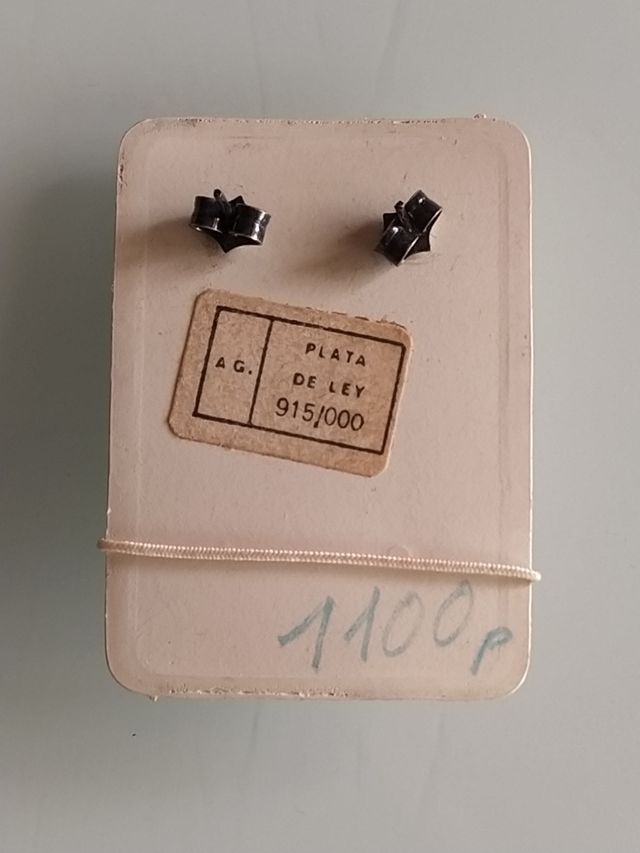 AG.
PLATA
DE LEY
915/000
1100p